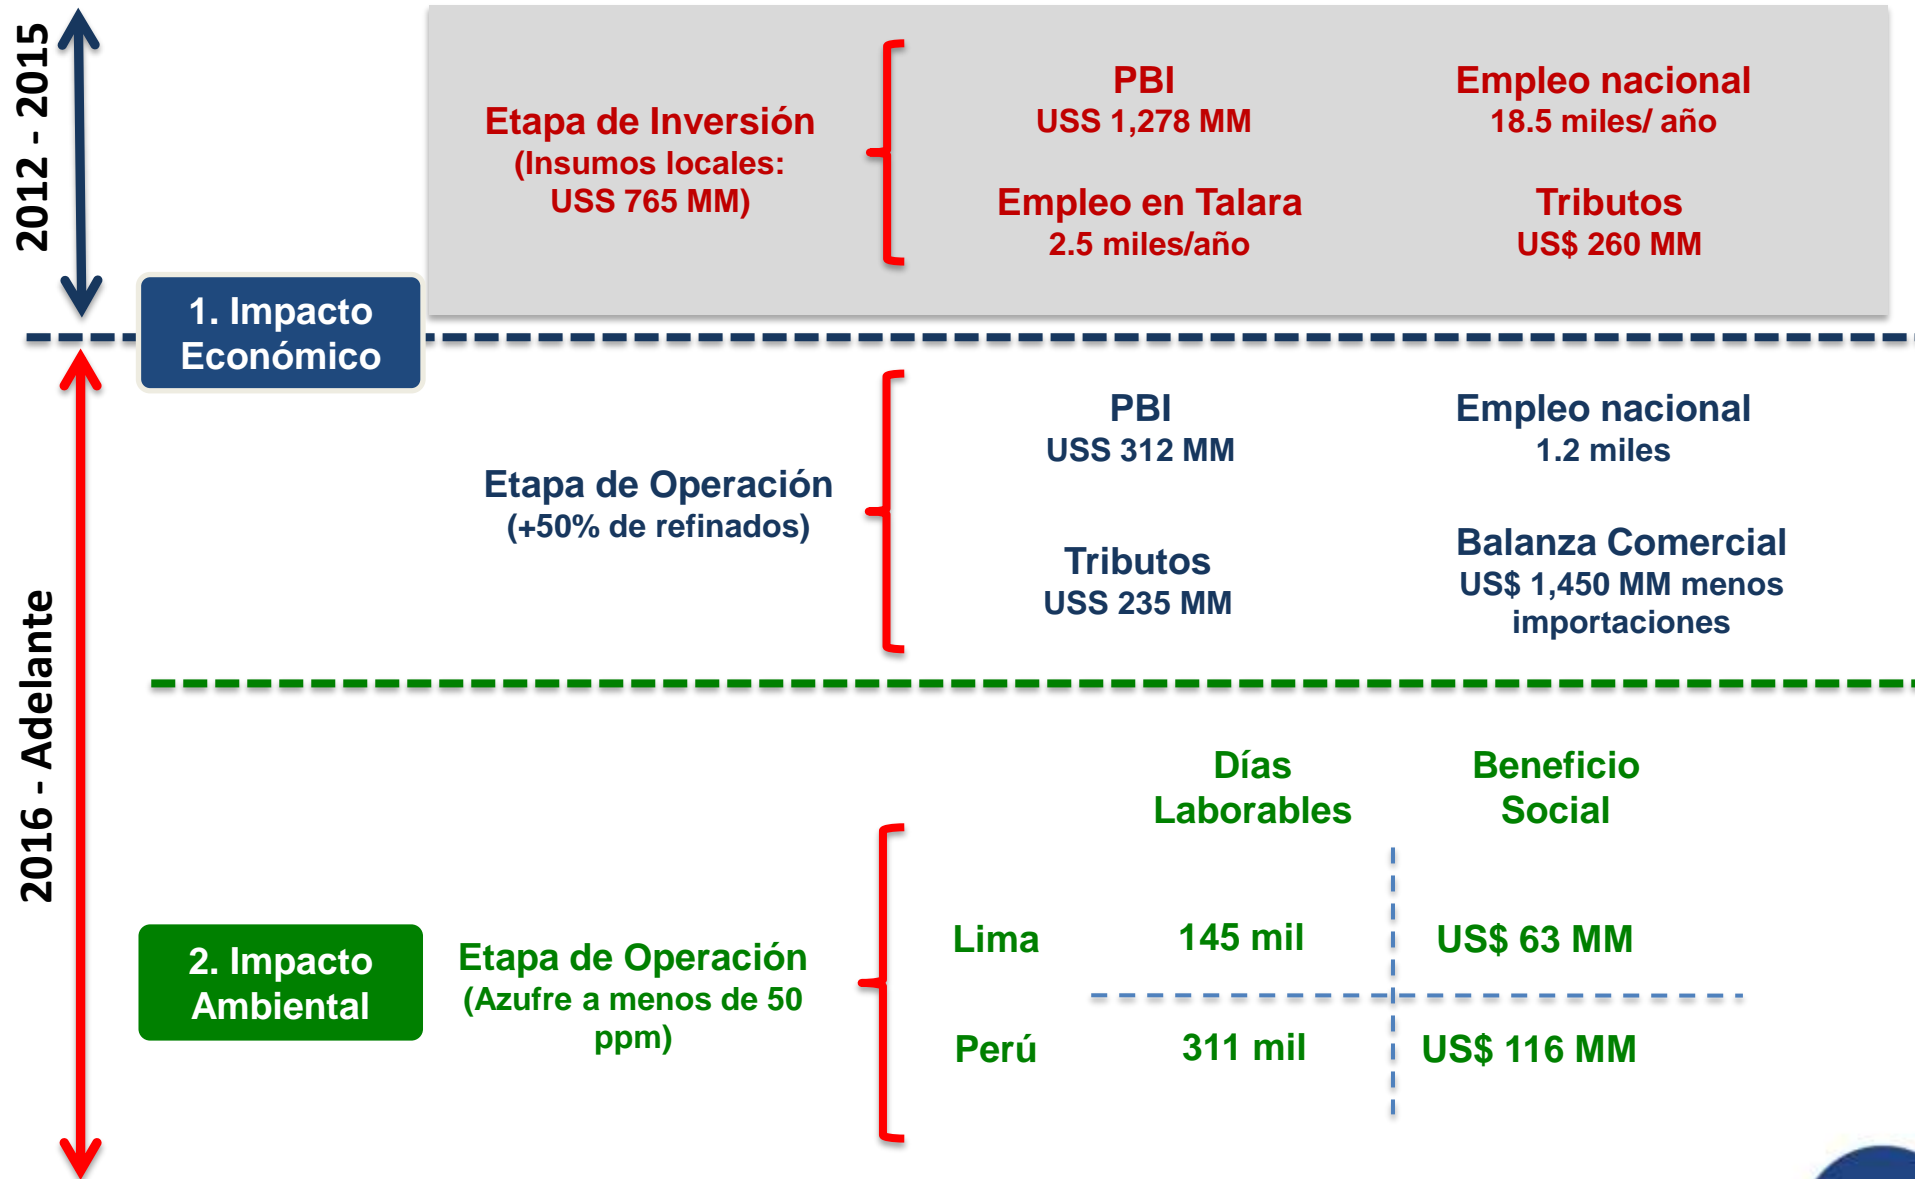 2012 - 2015
Etapa de Inversión
(Insumos locales:
USS 765 MM)
PBI
USS 1,278 MM
Empleo nacional
18.5 miles/ año
Empleo en Talara
2.5 miles/año
Tributos
US$ 260 MM
1. Impacto
Económico
2016 - Adelante
Etapa de Operación
(+50% de refinados)
PBI
USS 312 MM
Empleo nacional
1.2 miles
Tributos
USS 235 MM
Balanza Comercial
US$ 1,450 MM menos
importaciones
2. Impacto
Ambiental
Etapa de Operación
(Azufre a menos de 50
ppm)
Días
Laborables
Beneficio
Social
Lima
145 mil
US$ 63 MM
Perú
311 mil
US$ 116 MM